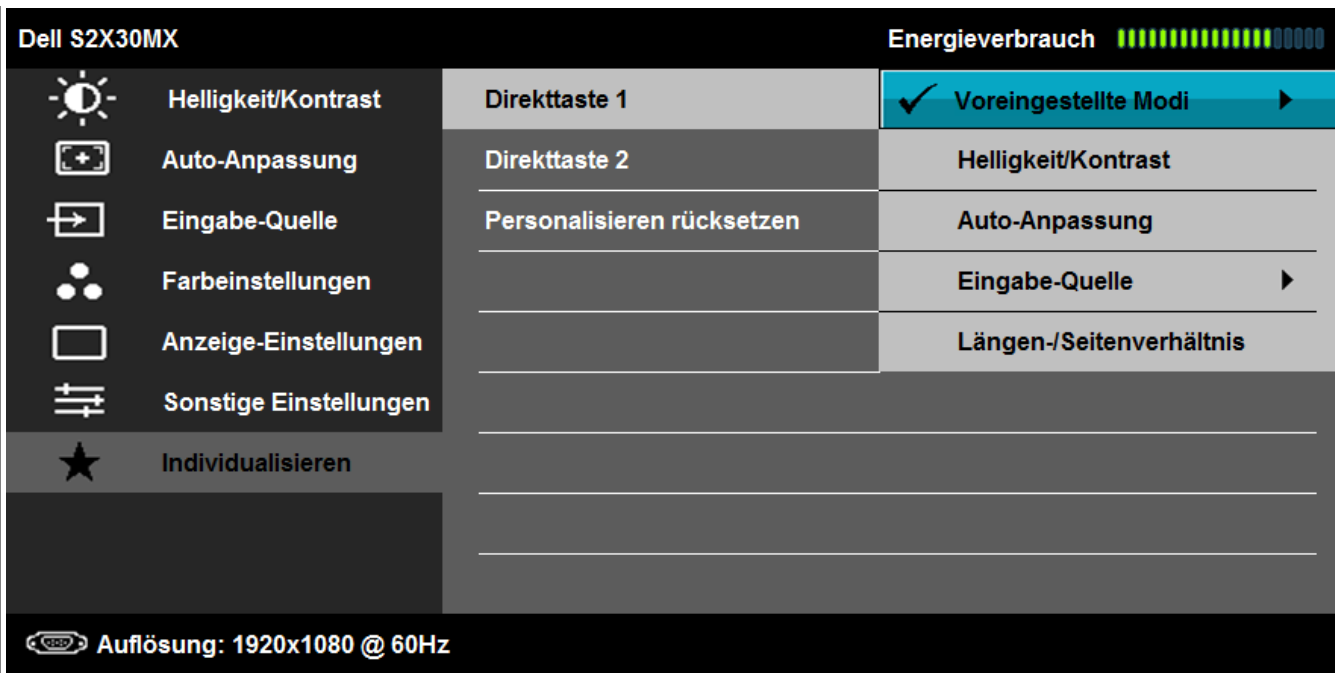 Dell S2X30MX Energieverbrauch
Helligkeit/Kontrast Direkttaste 1 Voreingestellte Modi
Auto-Anpassung Direkttaste 2 Helligkeit/Kontrast
Eingabe-Quelle Personalisieren rücksetzen Auto-Anpassung
Farbeinstellungen Eingabe-Quelle
Anzeige-Einstellungen Längen-/Seitenverhältnis
Sonstige Einstellungen
Individualisieren
Auflösung: 1920x1080 @ 60Hz